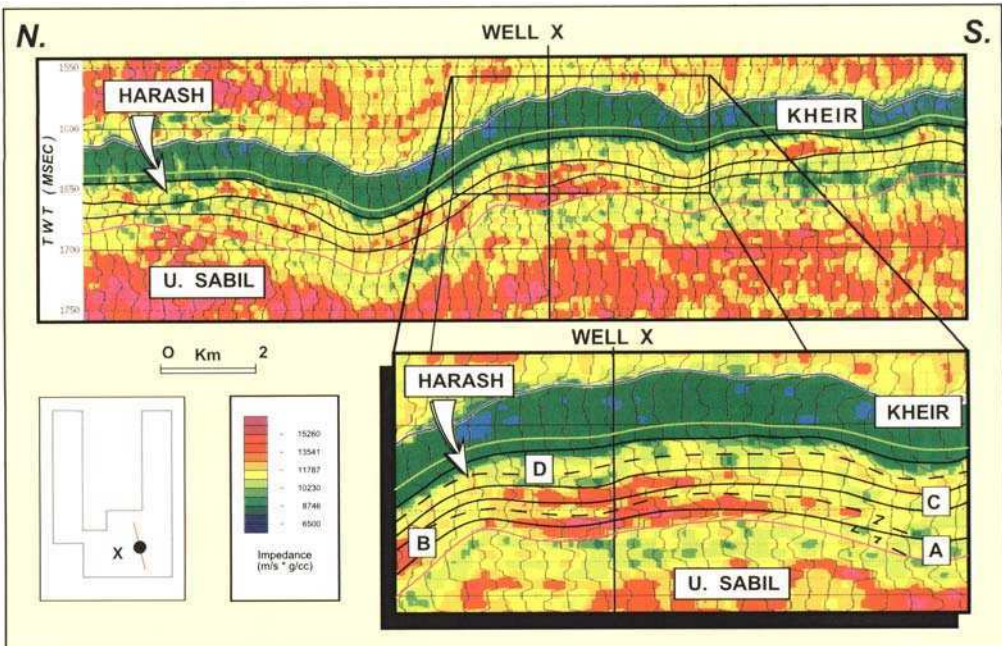 N.
WELL X
S.
HARASH
KHEIR
TWT (MSEC)
1550
1600
1650
1700
1750
U. SABIL
O Km 2
WELL X
HARASH
KHEIR
D
C
B
A
? ?
U. SABIL
X
15260
13541
11787
10230
8746
6500
Impedance
(m/s * g/cc)